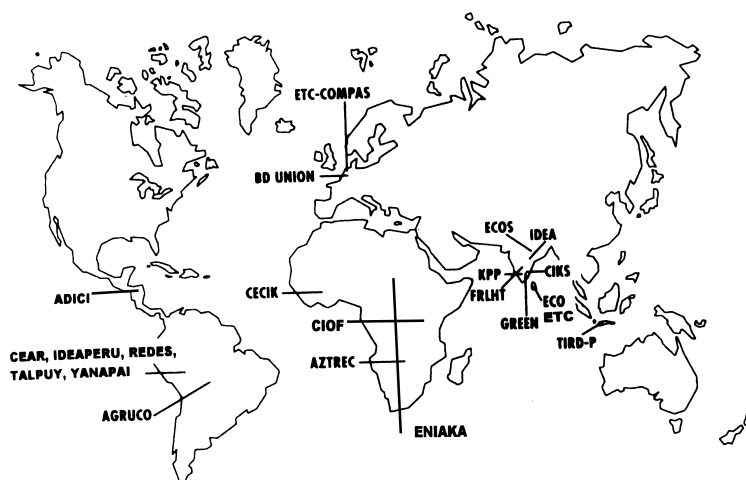 ETC-COMPAS
BD UNION
ECOS
IDEA
KPP
CIKS
FRLHT
ECO
GREEN
ETC
TIRD-P
ADICI
CECIK
CIOF
AZTREC
ENIAKA
CEAR, IDEAPERU, REDES,
TALPUY, YANAPAI
AGRUCO